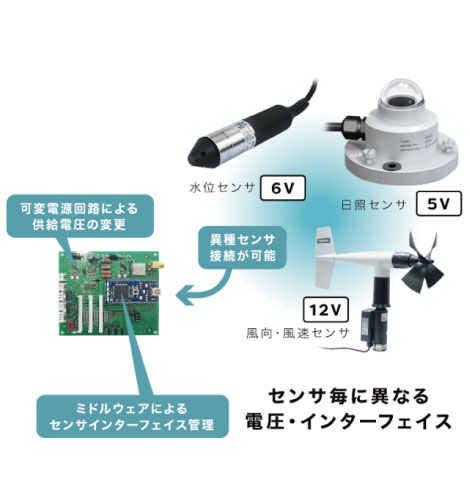 水位センサ 6V
日照センサ 5V
可変電源回路による
供給電圧の変更
異種センサ
接続が可能
12V
風向・風速センサ
ミドルウェアによる
センサインターフェイス管理
センサ毎に異なる
電圧・インターフェイス